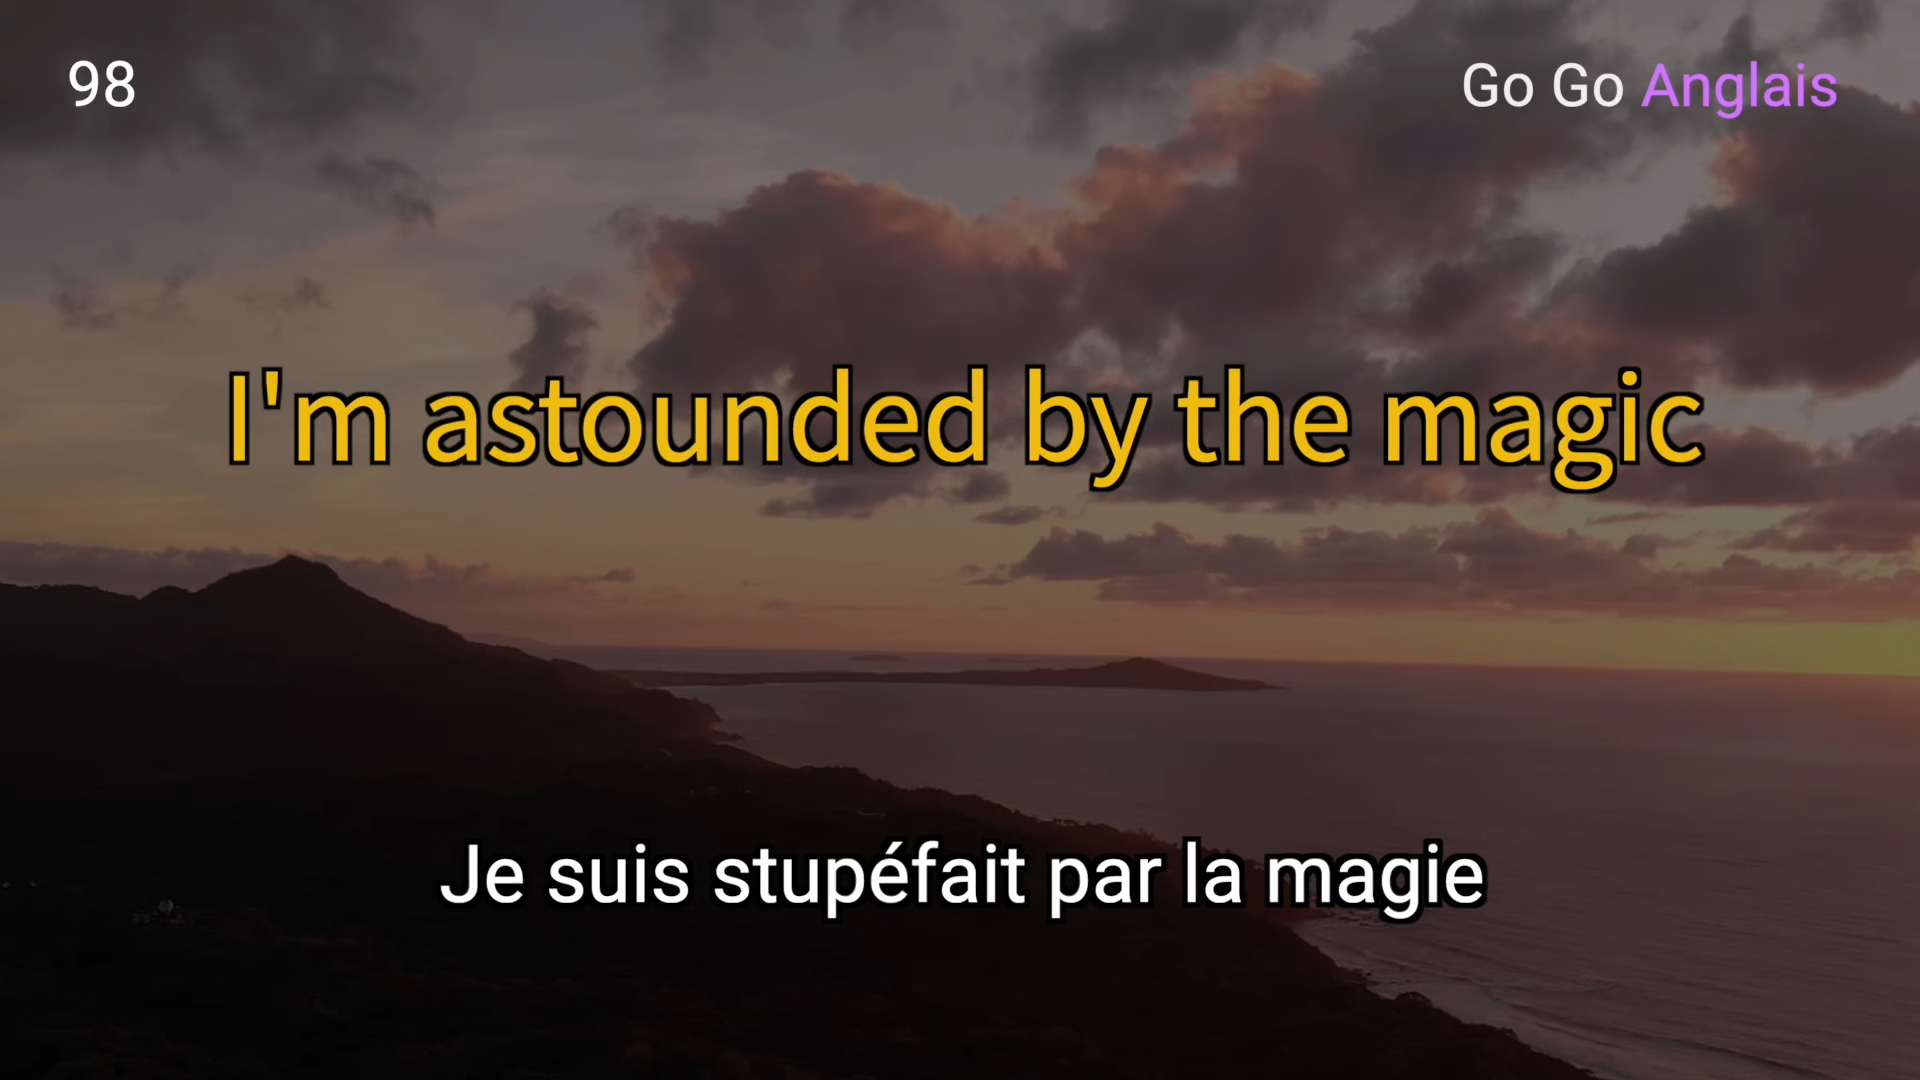 98
Go Go Anglais
I'm astounded by the magic
Je suis stupéfait par la magie